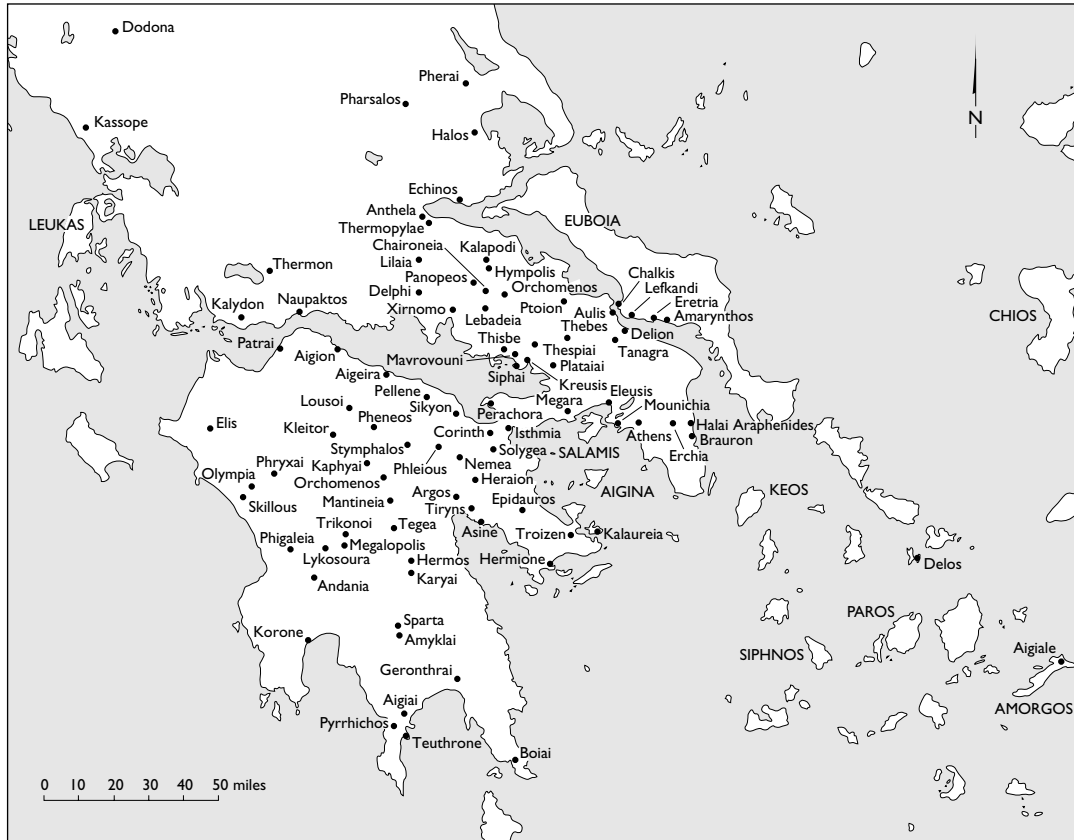 Dodona
Pherai
Pharsalos
N
Kassope
Halos
Echinos
Anthela
EUBOIA
LEUKAS
Thermopylae
Chaironeia
Kalapodi
Lilaia
Thermon
Hympolis
Panopeos
Chalkis
Orchomenos
Lefkandi
Delphi
Naupaktos
Eretria
Kalydon
Xirnomo
Ptoion
Aulis
Amarynthos
CHIOS
Lebadeia
Thebes
Delion
Patrai
Aigion
Thisbe
Thespiai
Tanagra
Mavrovouni
Plataiai
Aigeira
Siphai
Kreusis
Pellene
Eleusis
Lousoi
Sikyon
Megara
Mounichia
Perachora
Elis
Pheneos
Kleitor
Corinth
Isthmia
Athens
Halai Araphenides
Brauron
Stymphalos
Solygea
SALAMIS
Erchia
Phryxai
Kaphyai
Phleious
Nemea
Olympia
Orchomenos
Heraion
AIGINA
KEOS
Skillous
Mantineia
Argos
Epidauros
Tiryns
Trikonoi
Tegea
Asine
Troizen
Kalaureia
Phigaleia
Megalopolis
Lykosoura
Hermos
Hermione
Delos
Karyai
Andania
PAROS
Sparta
Korone
Amyklai
SIPHNOS
Aigiale
Geronthrai
Aigiai
AMORGOS
Pyrrhichos
Teuthrone
Boiai
0 10 20 30 40 50 miles